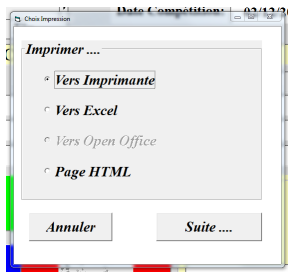 Date Compétition:
Choix Impression
Imprimer ....
Vers Imprimante
Vers Excel
Vers Open Office
Page HTML
Annuler
Suite ....